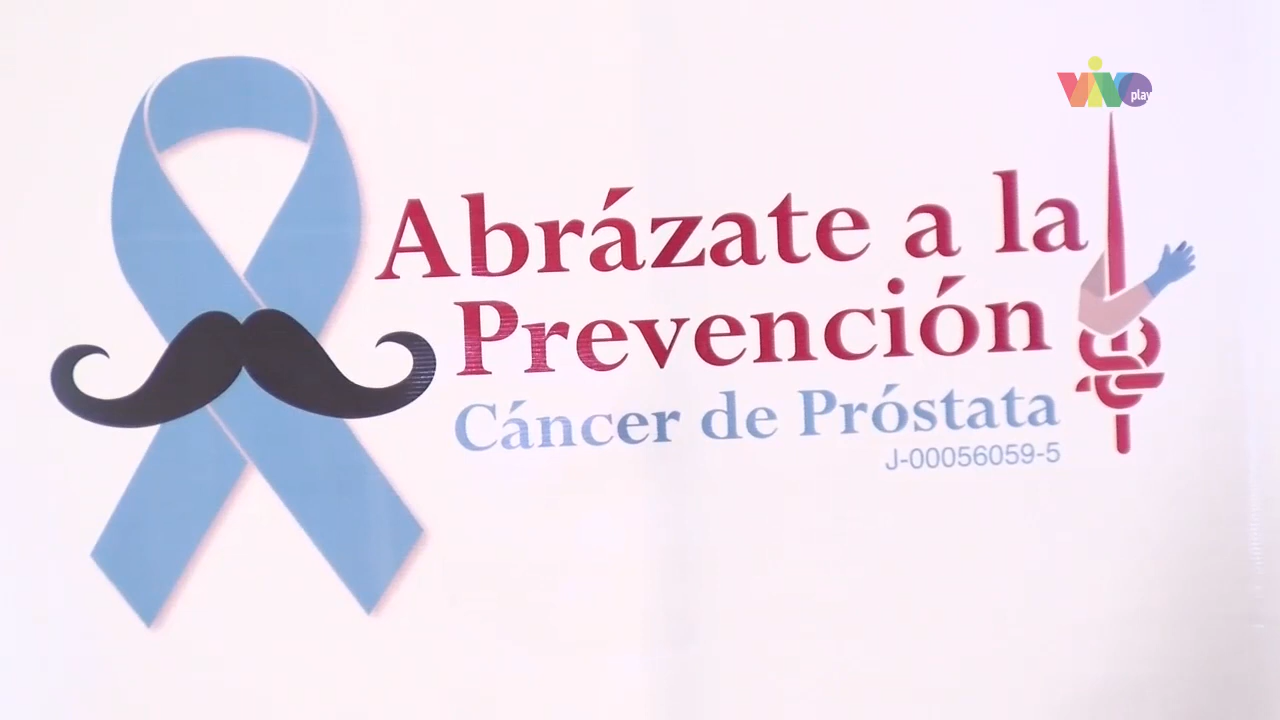 VIVO
play
Abrázate a la
Prevención
Cáncer de Próstata
J-00056059-5